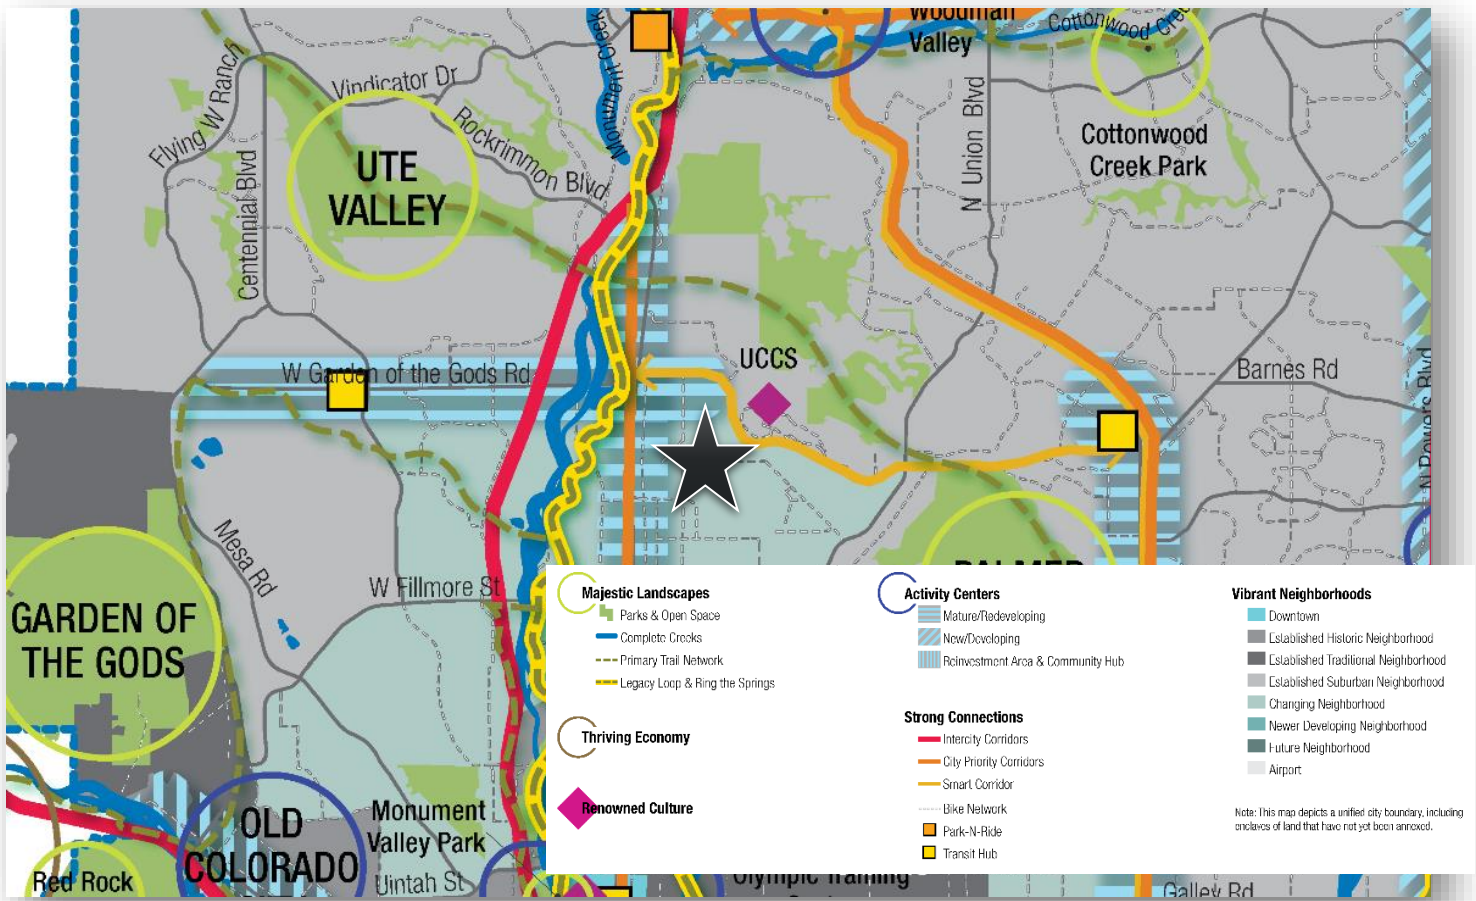 Woodman
Valley
Cottonwood Creek
Monument Creek
Flying W Ranch
Vindicator Dr
Rockrimmon Blvd
UTE
VALLEY
Centennial Blvd
N Union Blvd
Cottonwood
Creek Park
UCCS
W Garden of the Gods Rd
Barnes Rd
N Powers Blvd
Mesa Rd
W Fillmore St
PALMER
GARDEN OF
THE GODS
OLD
COLORADO
Monument
Valley Park
Uintah St
Red Rock
Olympic Training
Galley Rd
Majestic Landscapes
Parks & Open Space
Complete Creeks
Primary Trail Network
Legacy Loop & Ring the Springs
Thriving Economy
Renowned Culture
Activity Centers
Mature/Redeveloping
New/Developing
Reinvestment Area & Community Hub
Strong Connections
Intercity Corridors
City Priority Corridors
Smart Corridor
Bike Network
Park-N-Ride
Transit Hub
Vibrant Neighborhoods
Downtown
Established Historic Neighborhood
Established Traditional Neighborhood
Established Suburban Neighborhood
Changing Neighborhood
Newer Developing Neighborhood
Future Neighborhood
Airport
Note: This map depicts a unified city boundary, including
enclaves of land that have not yet been annexed.